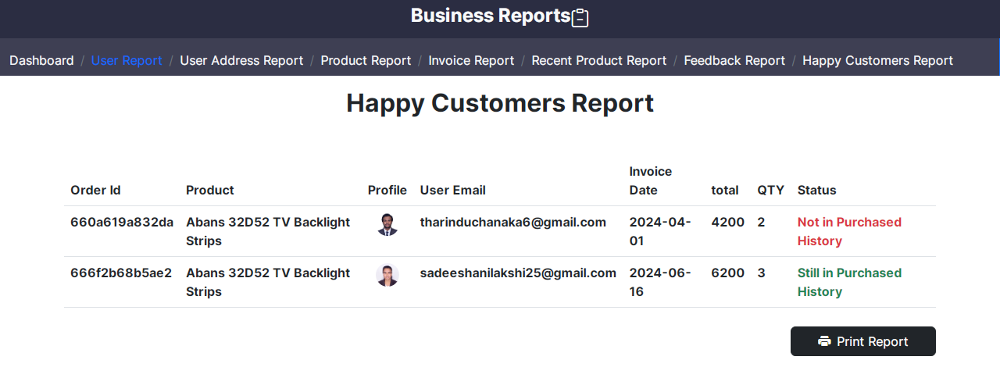 Business Reports
Dashboard / User Report / User Address Report / Product Report / Invoice Report / Recent Product Report / Feedback Report / Happy Customers Report
Happy Customers Report
Order Id Product Profile User Email Invoice Date total QTY Status
660a619a832da Abans 32D52 TV Backlight Strips tharinduchanaka6@gmail.com 2024-04-01 4200 2 Not in Purchased History
666f2b68b5ae2 Abans 32D52 TV Backlight Strips sadeeshanilakshi25@gmail.com 2024-06-16 6200 3 Still in Purchased History
Print Report